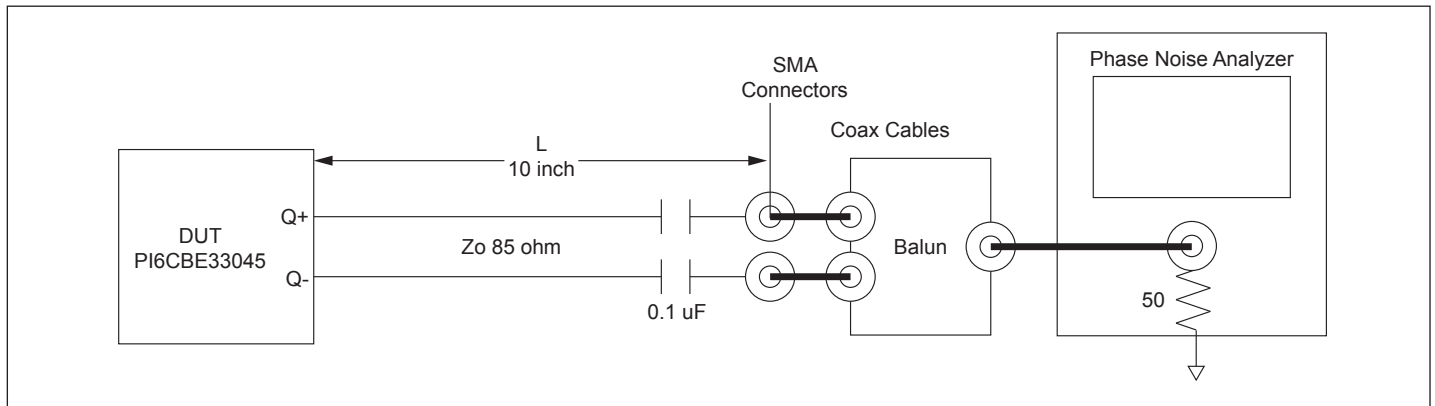 Phase Noise Analyzer
SMA
Connectors
Coax Cables
L
10 inch
Q+
DUT
PI6CBE33045
Zo 85 ohm
Balun
Q-
0.1 uF
50